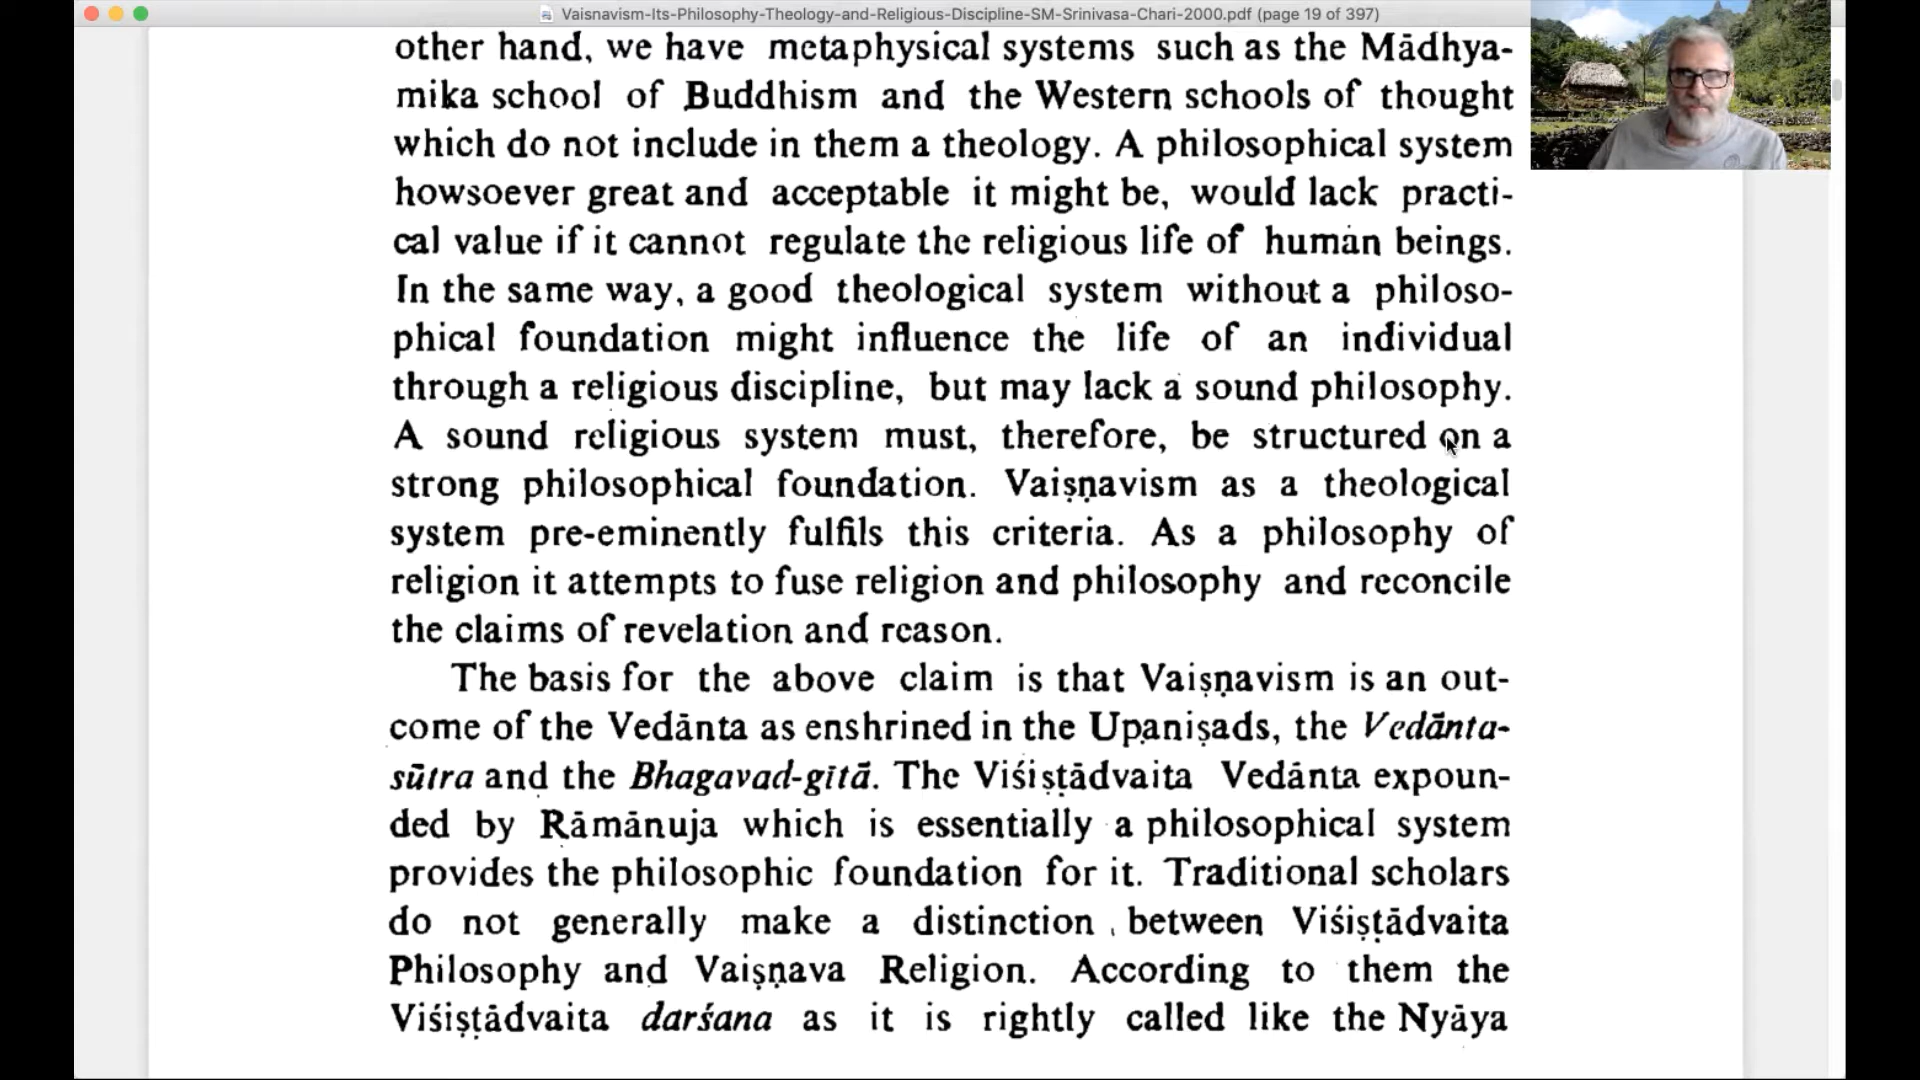 Vaisnavism-Its-Philosophy-Theology-and-Religious-Discipline-SM-Srinivasa-Chari-2000.pdf (page 19 of 397)
other hand, we have metaphysical systems such as the Mādhya-
mika school of Buddhism and the Western schools of thought
which do not include in them a theology. A philosophical system
howsoever great and acceptable it might be, would lack practi-
cal value if it cannot regulate the religious life of human beings.
In the same way, a good theological system without a philoso-
phical foundation might influence the life of an individual
through a religious discipline, but may lack a sound philosophy.
A sound religious system must, therefore, be structured on a
strong philosophical foundation. Vaiṣṇavism as a theological
system pre-eminently fulfils this criteria. As a philosophy of
religion it attempts to fuse religion and philosophy and reconcile
the claims of revelation and reason.
The basis for the above claim is that Vaiṣṇavism is an out-
come of the Vedānta as enshrined in the Upaniṣads, the Vedānta-
sūtra and the Bhagavad-gītā. The Viśiṣṭādvaita Vedānta expoun-
ded by Rāmānuja which is essentially a philosophical system
provides the philosophic foundation for it. Traditional scholars
do not generally make a distinction between Viśiṣṭādvaita
Philosophy and Vaiṣṇava Religion. According to them the
Viśiṣṭādvaita darśana as it is rightly called like the Nyāya